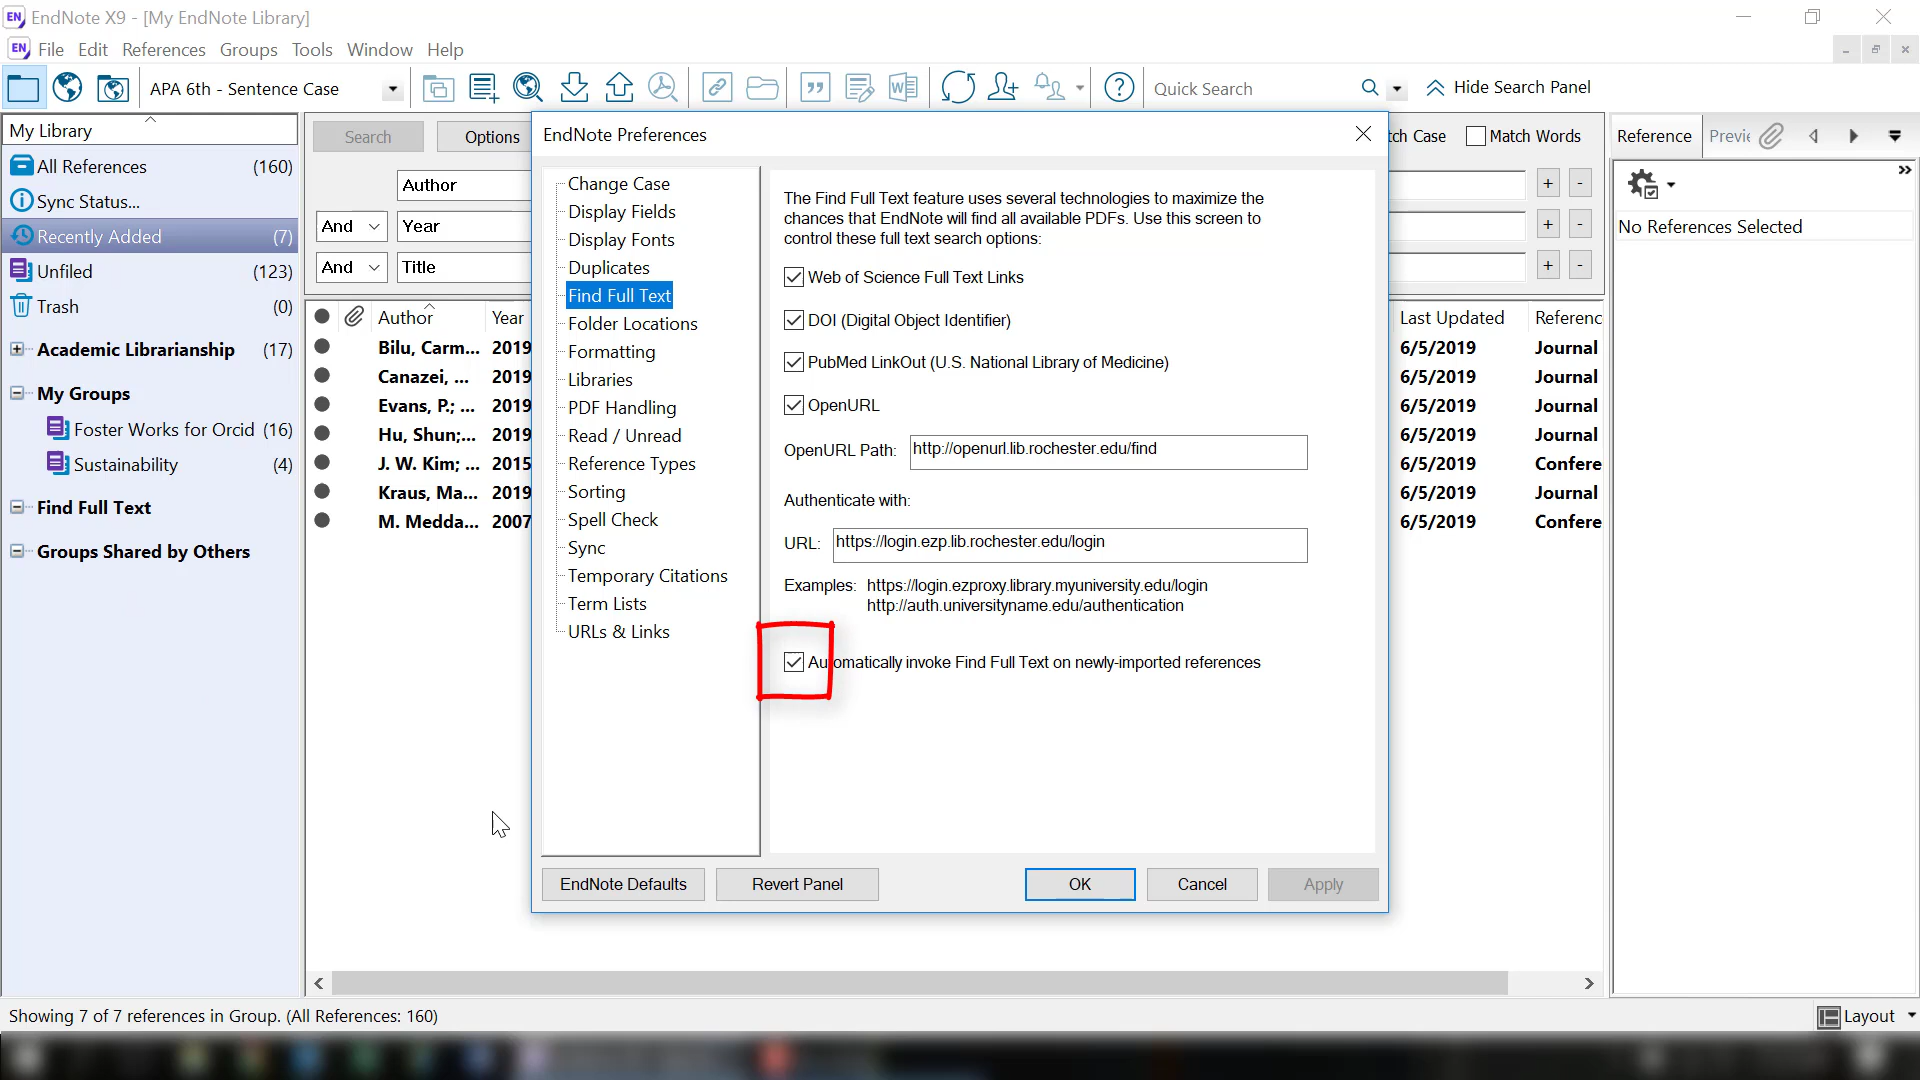 EN EndNote X9 - [My EndNote Library]
EN File Edit References Groups Tools Window Help
APA 6th - Sentence Case
Quick Search
Hide Search Panel
My Library
All References (160)
Sync Status...
Recently Added (7)
Unfiled (123)
Trash (0)
Academic Librarianship (17)
My Groups
Foster Works for Orcid (16)
Sustainability (4)
Find Full Text
Groups Shared by Others
Search Options
tch Case Match Words
Author
And Year
And Title
+ -
+ -
+ -
Author Year Last Updated Referenc
Bilu, Carm... 2019 6/5/2019 Journal
Canazei, ... 2019 6/5/2019 Journal
Evans, P.; ... 2019 6/5/2019 Journal
Hu, Shun;... 2019 6/5/2019 Journal
J. W. Kim; ... 2015 6/5/2019 Confere
Kraus, Ma... 2019 6/5/2019 Journal
M. Medda... 2007 6/5/2019 Confere
EndNote Preferences
Change Case
Display Fields
Display Fonts
Duplicates
Find Full Text
Folder Locations
Formatting
Libraries
PDF Handling
Read / Unread
Reference Types
Sorting
Spell Check
Sync
Temporary Citations
Term Lists
URLs & Links
The Find Full Text feature uses several technologies to maximize the
chances that EndNote will find all available PDFs. Use this screen to
control these full text search options:
Web of Science Full Text Links
DOI (Digital Object Identifier)
PubMed LinkOut (U.S. National Library of Medicine)
OpenURL
OpenURL Path: http://openurl.lib.rochester.edu/find
Authenticate with:
URL: https://login.ezp.lib.rochester.edu/login
Examples: https://login.ezproxy.library.myuniversity.edu/login
http://auth.universityname.edu/authentication
Automatically invoke Find Full Text on newly-imported references
EndNote Defaults Revert Panel OK Cancel Apply
Reference Previe
No References Selected
Showing 7 of 7 references in Group. (All References: 160)
Layout